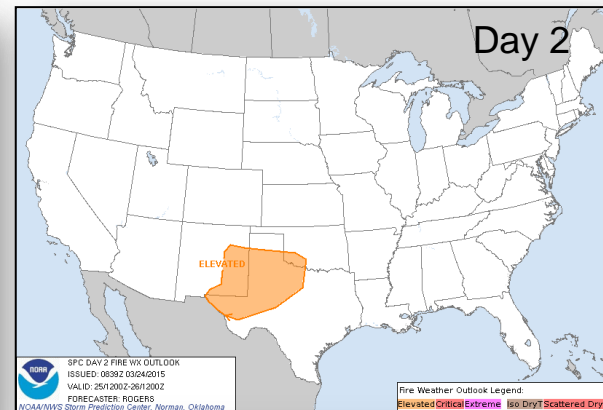 Day 2
ELEVATED
SPC DAY 2 FIRE WX OUTLOOK
ISSUED: 0839Z 03/24/2015
VALID: 25/1200Z-26/1200Z
FORECASTER: ROGERS
NOAA/NWS Storm Prediction Center, Norman, Oklahoma
NOAA
Fire Weather Outlook Legend:
Elevated Critical Extreme Iso DryT Scattered Dry